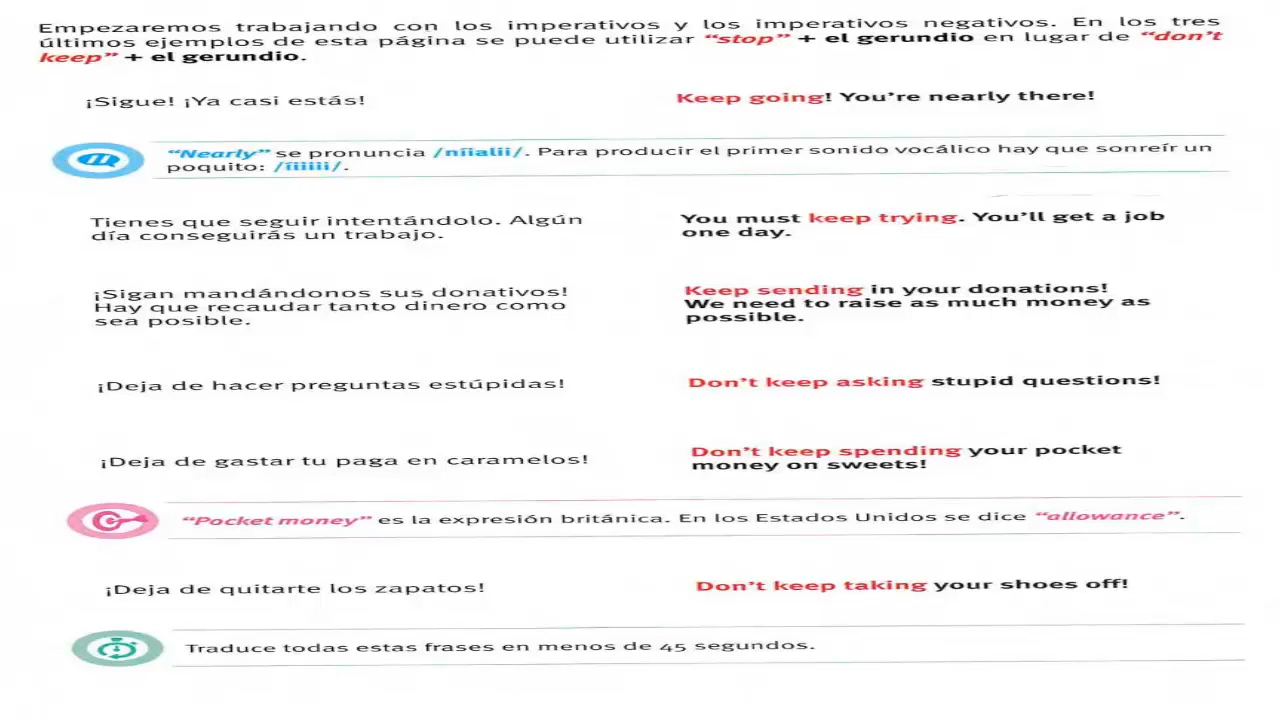 Empezaremos trabajando con los imperativos y los imperativos negativos. En los tres
últimos ejemplos de esta página se puede utilizar “stop” + el gerundio en lugar de “don’t
keep” + el gerundio.
¡Sigue! ¡Ya casi estás!
Keep going! You’re nearly there!
“Nearly” se pronuncia /níialii/. Para producir el primer sonido vocálico hay que sonreír un
poquito: /íiiiii/.
Tienes que seguir intentándolo. Algún
día conseguirás un trabajo.
You must keep trying. You’ll get a job
one day.
¡Sigan mandándonos sus donativos!
Hay que recaudar tanto dinero como
sea posible.
Keep sending in your donations!
We need to raise as much money as
possible.
¡Deja de hacer preguntas estúpidas!
Don’t keep asking stupid questions!
¡Deja de gastar tu paga en caramelos!
Don’t keep spending your pocket
money on sweets!
“Pocket money” es la expresión británica. En los Estados Unidos se dice “allowance”.
¡Deja de quitarte los zapatos!
Don’t keep taking your shoes off!
Traduce todas estas frases en menos de 45 segundos.